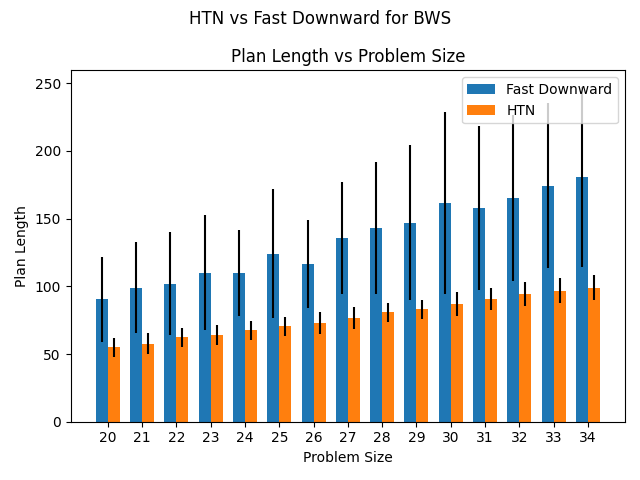 HTN vs Fast Downward for BWS
Plan Length vs Problem Size
Fast Downward
HTN
250
200
150
100
50
0
Plan Length
20 21 22 23 24 25 26 27 28 29 30 31 32 33 34
Problem Size